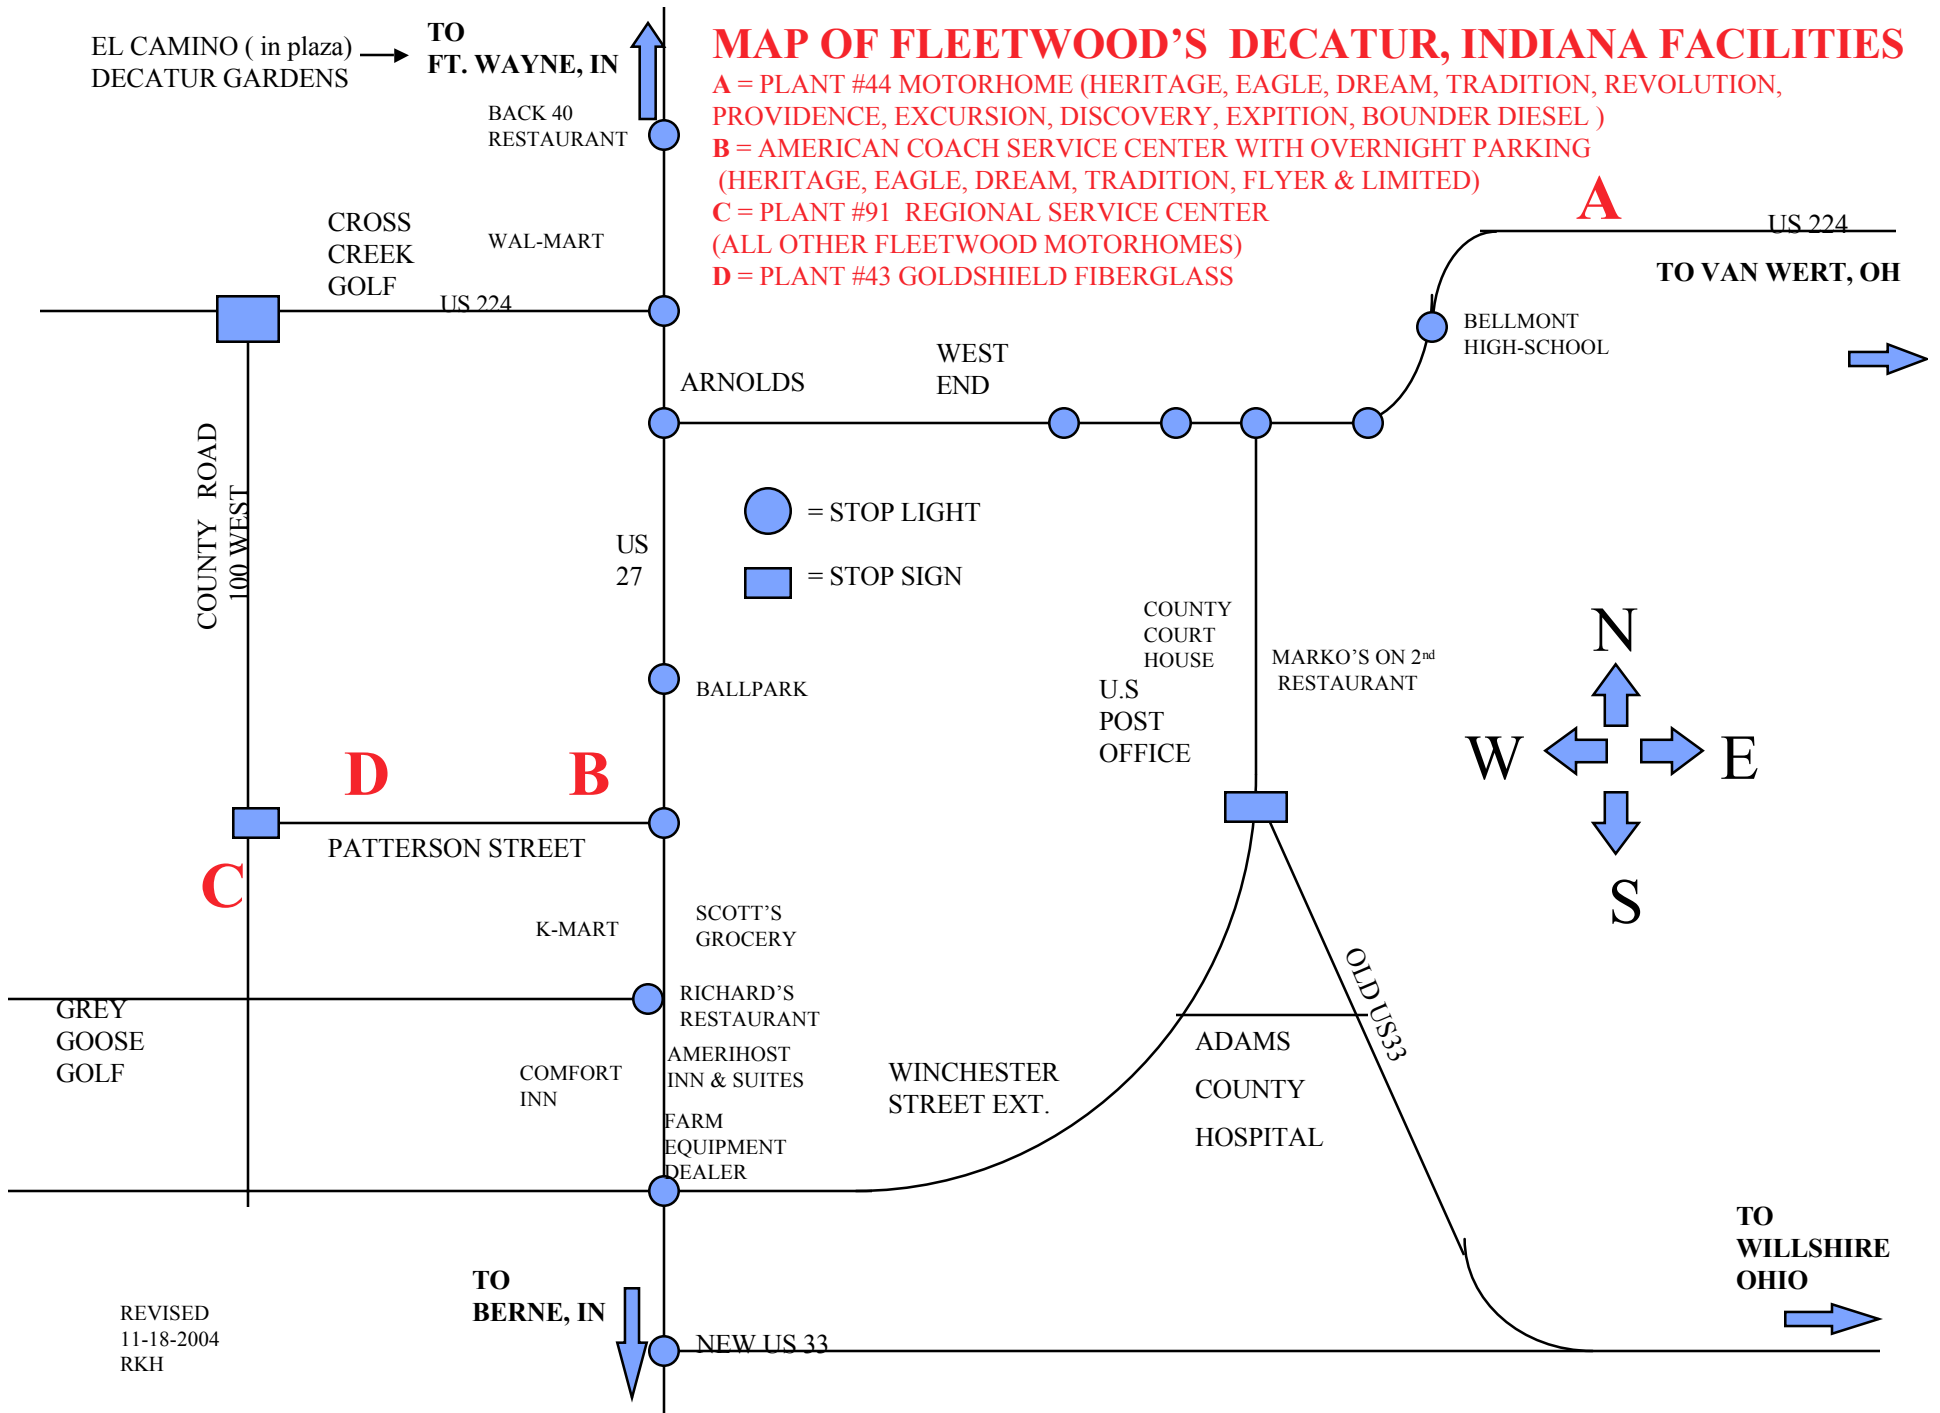 EL CAMINO ( in plaza)
DECATUR GARDENS
TO
FT. WAYNE, IN
MAP OF FLEETWOOD'S DECATUR, INDIANA FACILITIES
A = PLANT #44 MOTORHOME (HERITAGE, EAGLE, DREAM, TRADITION, REVOLUTION,
PROVIDENCE, EXCURSION, DISCOVERY, EXPITION, BOUNDER DIESEL )
B = AMERICAN COACH SERVICE CENTER WITH OVERNIGHT PARKING
(HERITAGE, EAGLE, DREAM, TRADITION, FLYER & LIMITED)
C = PLANT #91 REGIONAL SERVICE CENTER
(ALL OTHER FLEETWOOD MOTORHOMES)
D = PLANT #43 GOLDSHIELD FIBERGLASS
BACK 40
RESTAURANT
CROSS
CREEK
GOLF
WAL-MART
US 224
A
US 224
TO VAN WERT, OH
BELLMONT
HIGH-SCHOOL
ARNOLDS
WEST
END
COUNTY ROAD
100 WEST
US
27
= STOP LIGHT
= STOP SIGN
COUNTY
COURT
HOUSE
MARKO'S ON 2nd
RESTAURANT
U.S
POST
OFFICE
BALLPARK
N
W
E
S
D
B
PATTERSON STREET
C
K-MART
SCOTT'S
GROCERY
RICHARD'S
RESTAURANT
GREY
GOOSE
GOLF
COMFORT
INN
AMERIHOST
INN & SUITES
FARM
EQUIPMENT
DEALER
WINCHESTER
STREET EXT.
OLD US33
ADAMS
COUNTY
HOSPITAL
TO
WILLSHIRE
OHIO
TO
BERNE, IN
NEW US 33
REVISED
11-18-2004
RKH